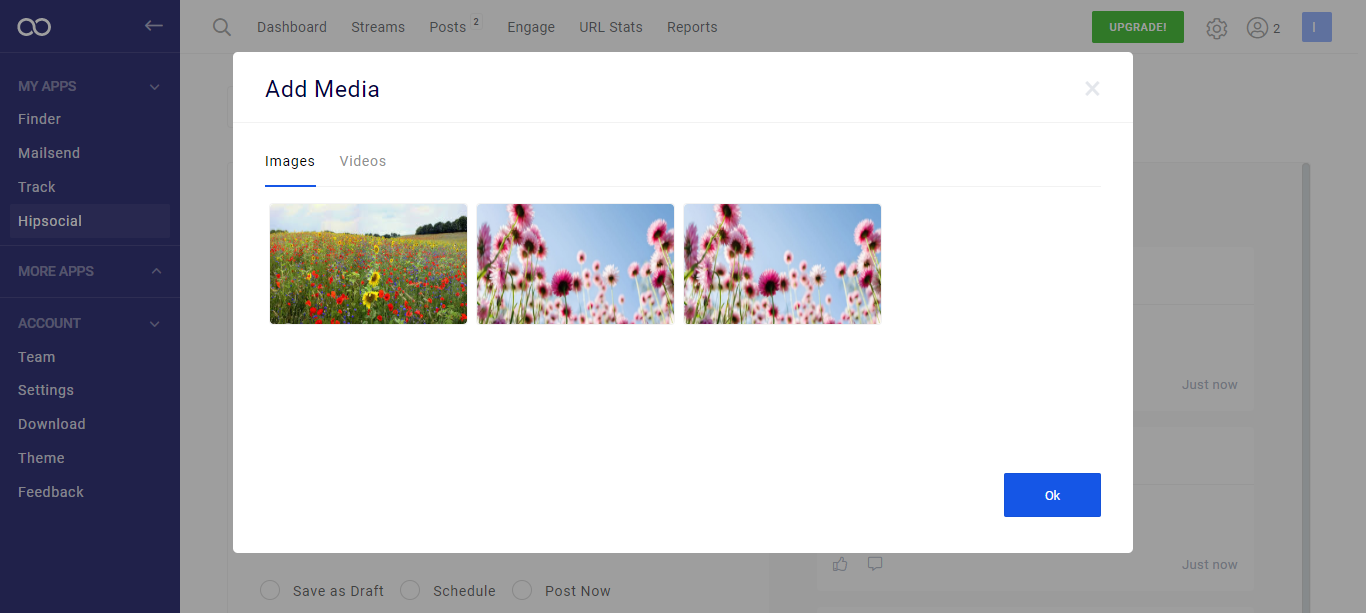 Dashboard
Streams
Posts 2
Engage
URL Stats
Reports
UPGRADE!
2
I
MY APPS
Finder
Mailsend
Track
Hipsocial
MORE APPS
ACCOUNT
Team
Settings
Download
Theme
Feedback
Add Media
Images
Videos
Ok
Just now
Just now
Save as Draft
Schedule
Post Now